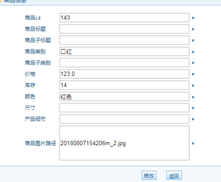 商品id 143 *
商品标题 *
商品子标题 *
商品类别 口红 *
商品子类别 *
价格 123.0 *
库存 14 *
颜色 红色 *
尺寸 *
产品细节 *
商品图片路径 20180807154206m_2.jpg *
修改 返回